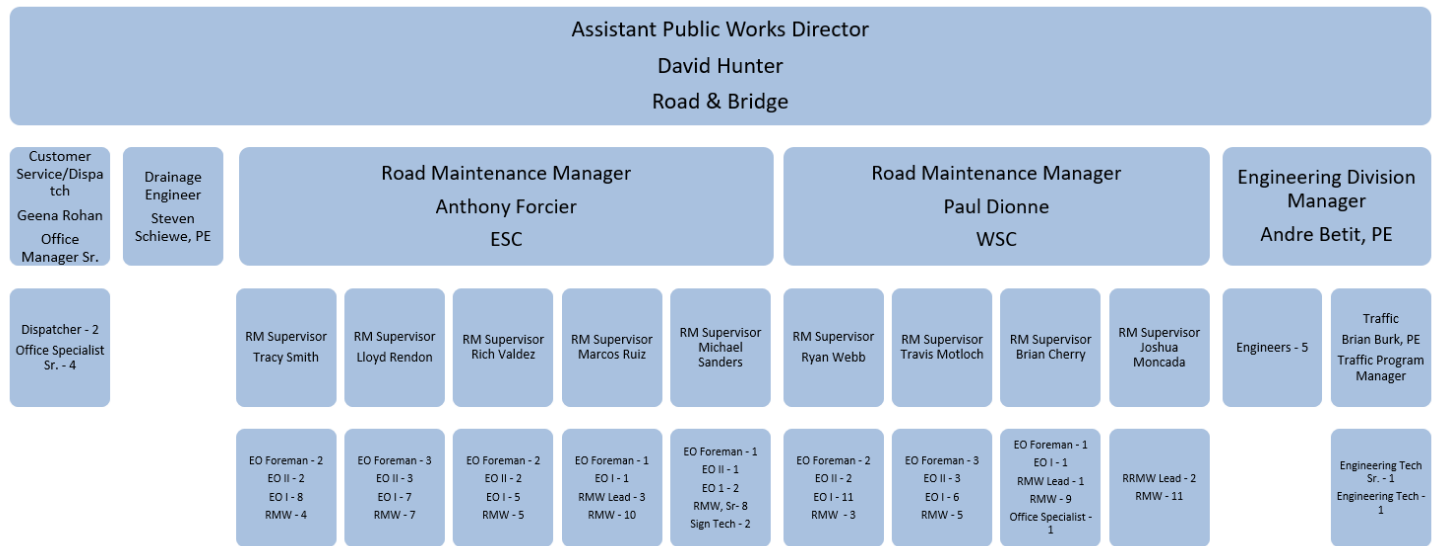 Assistant Public Works Director
David Hunter
Road & Bridge
Customer
Service/Dispa
tch
Geena Rohan
Office
Manager Sr.
Drainage
Engineer
Steven
Schiewe, PE
Road Maintenance Manager
Anthony Forcier
ESC
Road Maintenance Manager
Paul Dionne
WSC
Engineering Division
Manager
Andre Betit, PE
Dispatcher - 2
Office Specialist
Sr. - 4
RM Supervisor
Tracy Smith
RM Supervisor
Lloyd Rendon
RM Supervisor
Rich Valdez
RM Supervisor
Marcos Ruiz
RM Supervisor
Michael
Sanders
RM Supervisor
Ryan Webb
RM Supervisor
Travis Motloch
RM Supervisor
Brian Cherry
RM Supervisor
Joshua
Moncada
Engineers - 5
Traffic
Brian Burk, PE
Traffic Program
Manager
EO Foreman - 2
EO II - 2
EO I - 8
RMW - 4
EO Foreman - 3
EO II - 3
EO I - 7
RMW - 7
EO Foreman - 2
EO II - 2
EO I - 5
RMW - 5
EO Foreman - 1
EO I - 1
RMW Lead - 3
RMW - 10
EO Foreman - 1
EO II - 1
EO 1 - 2
RMW, Sr- 8
Sign Tech - 2
EO Foreman - 2
EO II - 2
EO I - 11
RMW  - 3
EO Foreman - 3
EO II - 3
EO I - 6
RMW - 5
EO Foreman - 1
EO I - 1
RMW Lead - 1
RMW - 9
Office Specialist -
1
RRMW Lead - 2
RMW - 11
Engineering Tech
Sr. - 1
Engineering Tech -
1